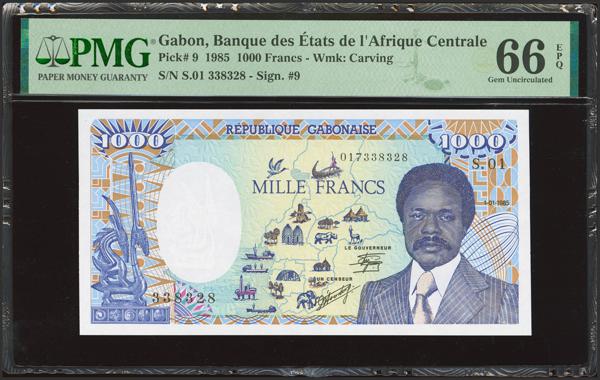 PMG
PAPER MONEY GUARANTY
Gabon, Banque des États de l'Afrique Centrale
Pick# 9 1985 1000 Francs - Wmk: Carving
S/N S.01 338328 - Sign. #9
66 EPQ
Gem Uncirculated
RÉPUBLIQUE GABONAISE
1000
1000
017338328
S-01
MILLE FRANCS
1-01-1985
LE GOUVERNEUR
UN CENSEUR
338328